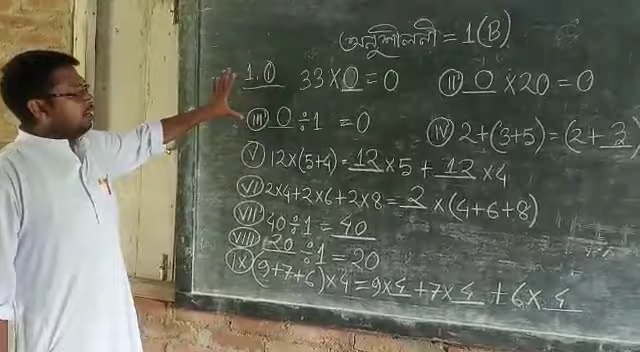 অনুশীলনী = 1(B)
1. (i) 33 × 0 = 0 (ii) 0 × 20 = 0
(iii) 0 ÷ 1 = 0
(iv) 2+(3+5) = (2+3)
(v) 12×(5+4) = 12 × 5 + 12 × 4
(vi) 2×4+2×6+2×8 = 2 ×(4+6+8)
(vii) 40 ÷ 1 = 40
(viii) 20 ÷ 1 = 20
(ix) (9+7+6)×4 = 9×4 + 7×4 + 6×4